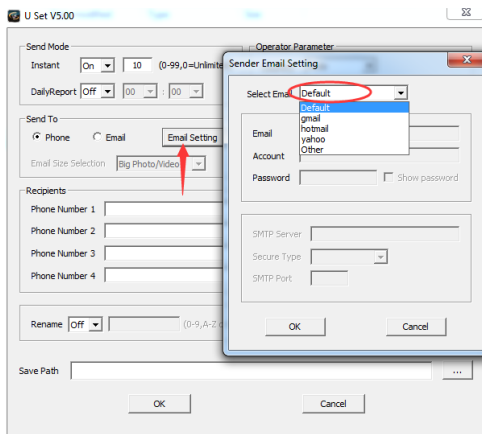 U Set V5.00
Send Mode
Instant On 10 (0-99,0=Unlimite
DailyReport Off 00 : 00
Send To
Phone Email Email Setting
Email Size Selection Big Photo/Video
Recipients
Phone Number 1
Phone Number 2
Phone Number 3
Phone Number 4
Rename Off (0-9,A-Z
Save Path ...
OK Cancel
Operator Parameter
Sender Email Setting
Select Email Default
Default
gmail
hotmail
yahoo
Other
Email
Account
Password Show password
SMTP Server
Secure Type
SMTP Port
OK Cancel